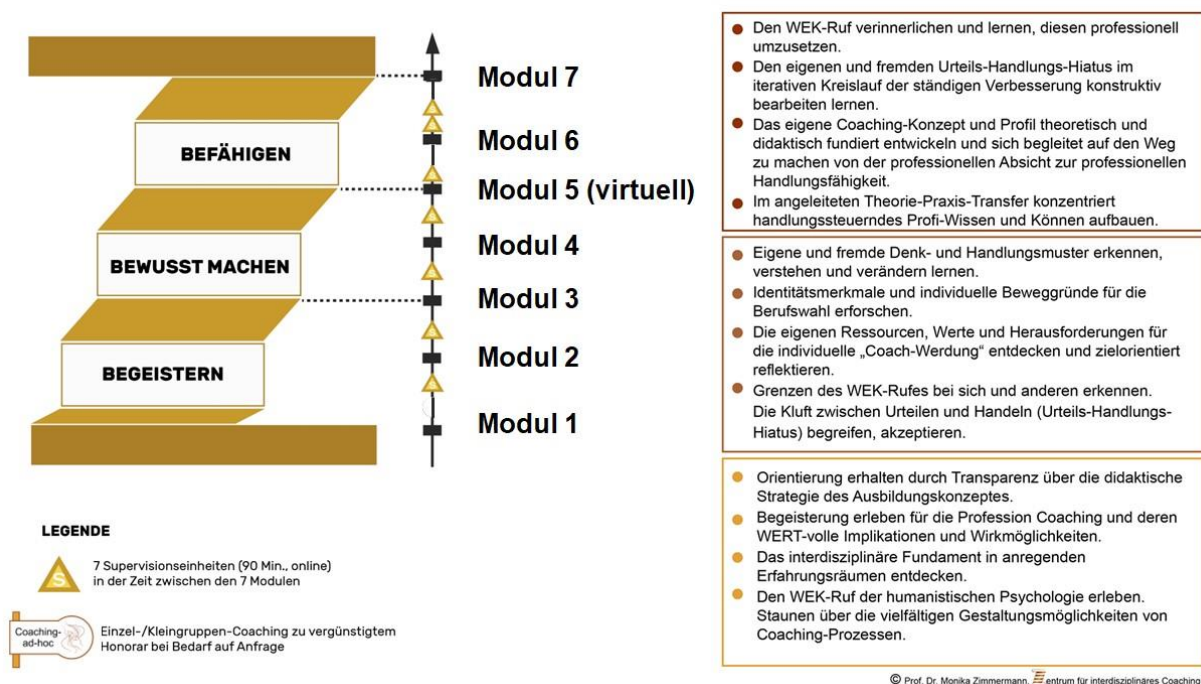 Modul 7
BEFÄHIGEN
Modul 6
Modul 5 (virtuell)
BEWUSST MACHEN
Modul 4
Modul 3
BEGEISTERN
Modul 2
Modul 1
LEGENDE
S
7 Supervisionseinheiten (90 Min., online)
in der Zeit zwischen den 7 Modulen
Coaching-
ad-hoc
Einzel-/Kleingruppen-Coaching zu vergünstigtem
Honorar bei Bedarf auf Anfrage
Den WEK-Ruf verinnerlichen und lernen, diesen professionell
umzusetzen.
Den eigenen und fremden Urteils-Handlungs-Hiatus im
iterativen Kreislauf der ständigen Verbesserung konstruktiv
bearbeiten lernen.
Das eigene Coaching-Konzept und Profil theoretisch und
didaktisch fundiert entwickeln und sich begleitet auf den Weg
zu machen von der professionellen Absicht zur professionellen
Handlungsfähigkeit.
Im angeleiteten Theorie-Praxis-Transfer konzentriert
handlungssteuerndes Profi-Wissen und Können aufbauen.
Eigene und fremde Denk- und Handlungsmuster erkennen,
verstehen und verändern lernen.
Identitätsmerkmale und individuelle Beweggründe für die
Berufswahl erforschen.
Die eigenen Ressourcen, Werte und Herausforderungen für
die individuelle „Coach-Werdung“ entdecken und zielorientiert
reflektieren.
Grenzen des WEK-Rufes bei sich und anderen erkennen.
Die Kluft zwischen Urteilen und Handeln (Urteils-Handlungs-
Hiatus) begreifen, akzeptieren.
Orientierung erhalten durch Transparenz über die didaktische
Strategie des Ausbildungskonzeptes.
Begeisterung erleben für die Profession Coaching und deren
WERT-volle Implikationen und Wirkmöglichkeiten.
Das interdisziplinäre Fundament in anregenden
Erfahrungsräumen entdecken.
Den WEK-Ruf der humanistischen Psychologie erleben.
Staunen über die vielfältigen Gestaltungsmöglichkeiten von
Coaching-Prozessen.
© Prof. Dr. Monika Zimmermann, Zentrum für interdisziplinäres Coaching